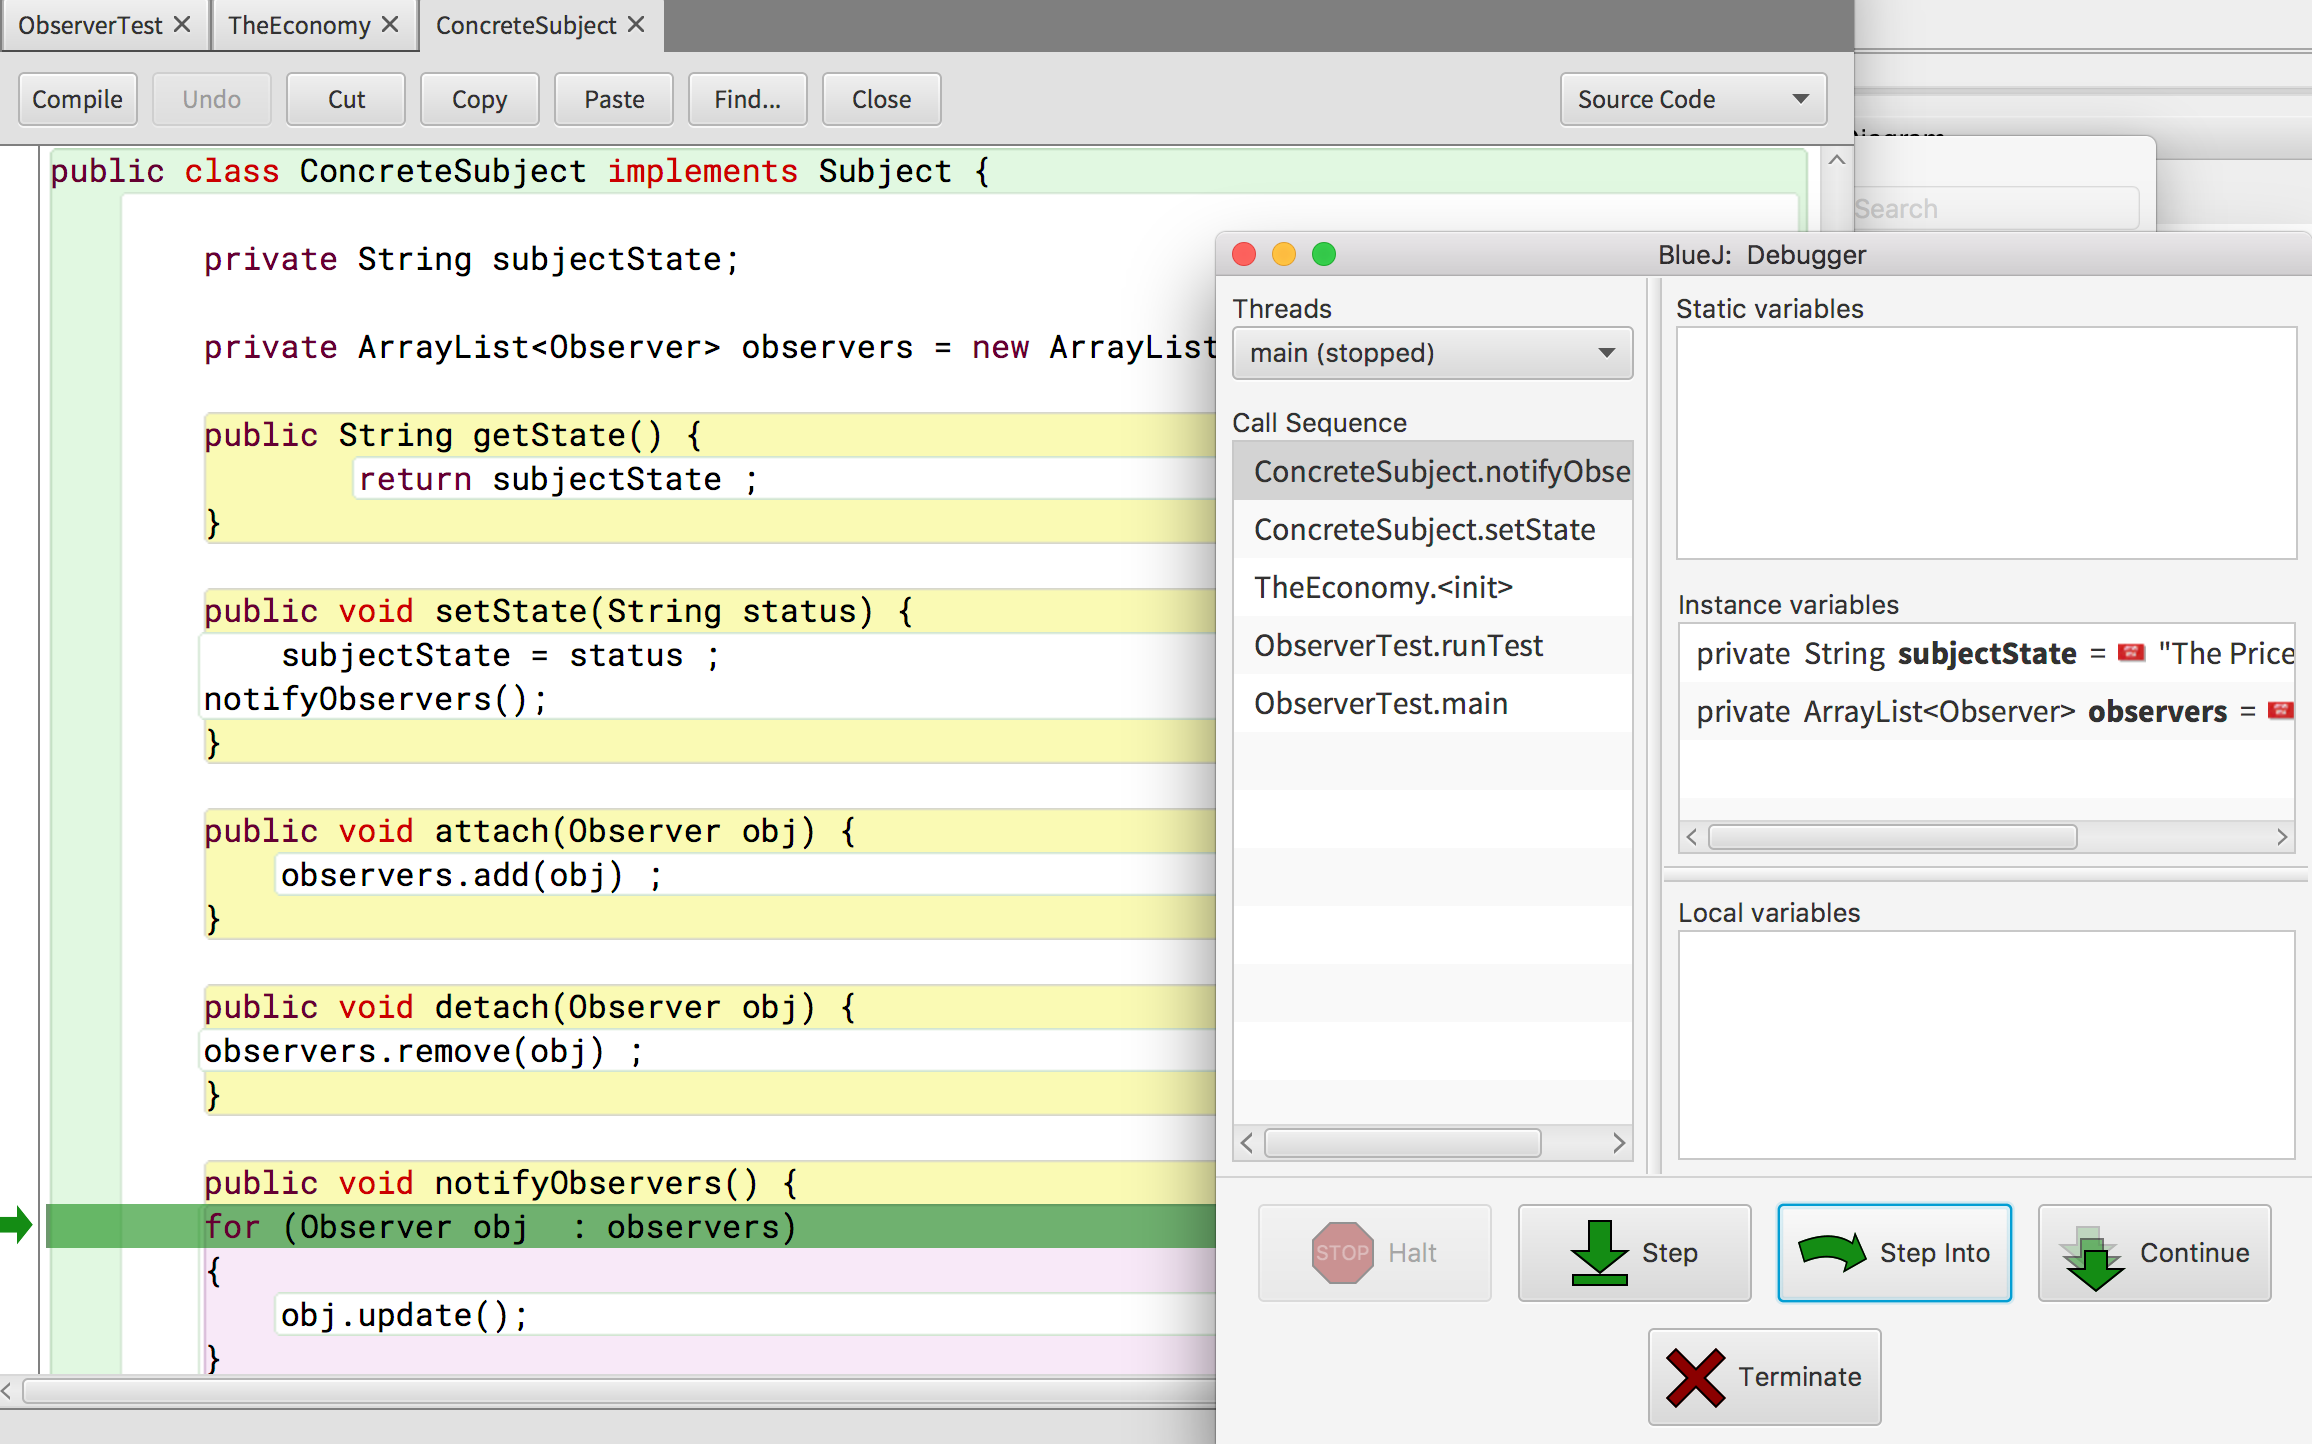 ObserverTest
TheEconomy
ConcreteSubject
Compile
Undo
Cut
Copy
Paste
Find...
Close
Source Code
Search
public class ConcreteSubject implements Subject {
private String subjectState;
private ArrayList<Observer> observers = new ArrayList
public String getState() {
return subjectState ;
}
public void setState(String status) {
subjectState = status ;
notifyObservers();
}
public void attach(Observer obj) {
observers.add(obj) ;
}
public void detach(Observer obj) {
observers.remove(obj) ;
}
public void notifyObservers() {
for (Observer obj  : observers)
{
obj.update();
}
BlueJ:  Debugger
Threads
main (stopped)
Call Sequence
ConcreteSubject.notifyObse
ConcreteSubject.setState
TheEconomy.<init>
ObserverTest.runTest
ObserverTest.main
Static variables
Instance variables
private String subjectState = "The Price
private ArrayList<Observer> observers =
Local variables
STOP Halt
Step
Step Into
Continue
Terminate